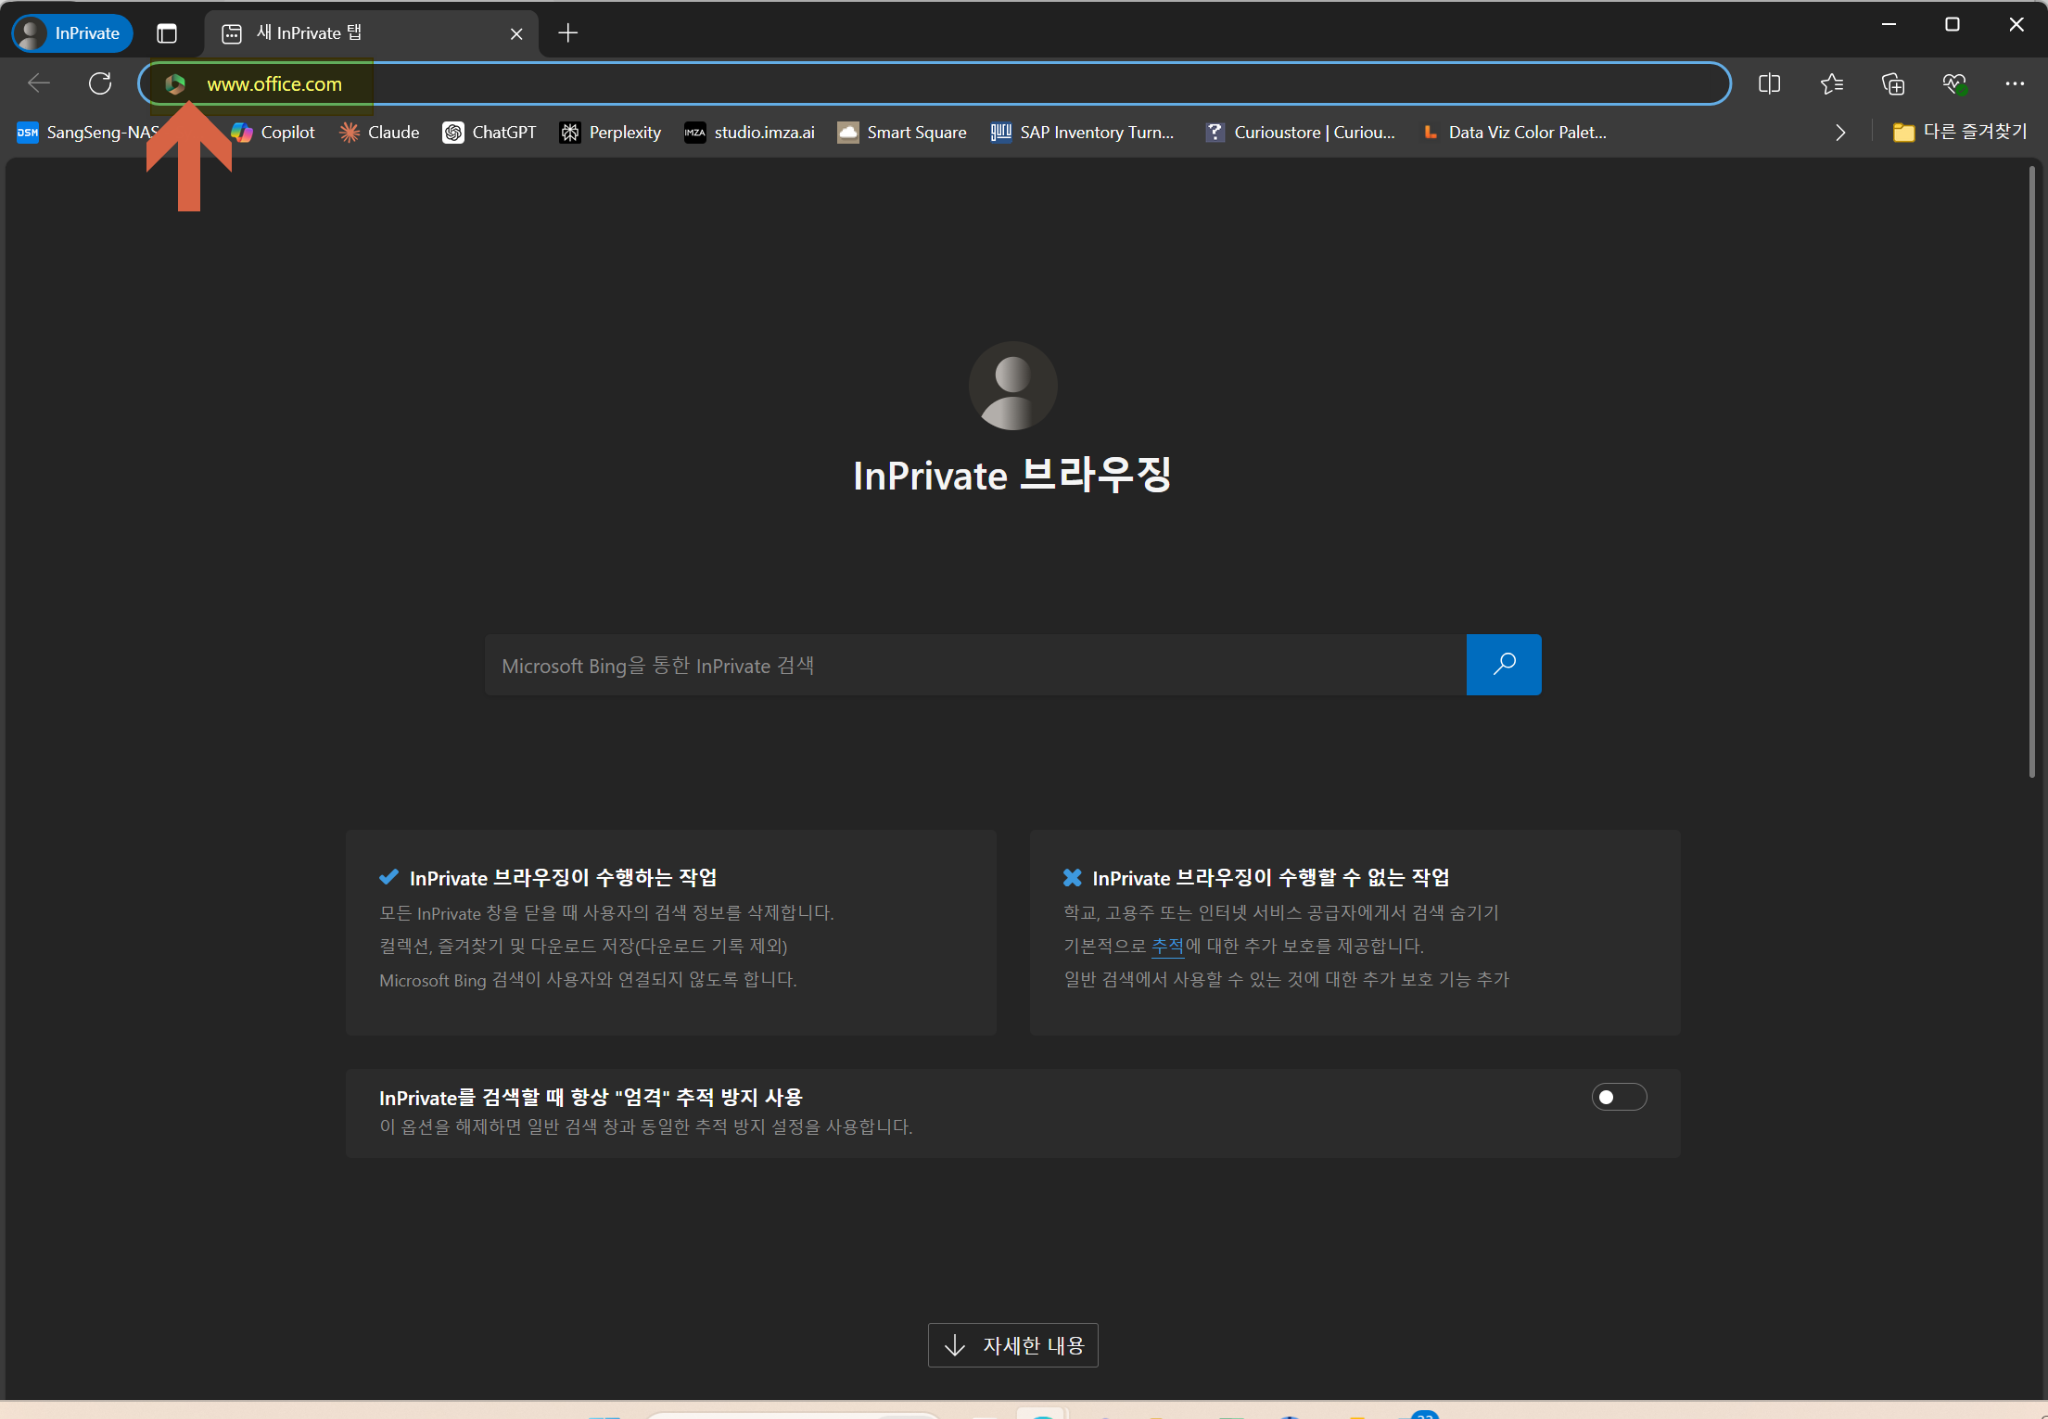 InPrivate
새 InPrivate 탭
www.office.com
DSM SangSeng-NAS
Copilot
Claude
ChatGPT
Perplexity
IMZA studio.imza.ai
Smart Square
SAP Inventory Turn...
? Curioustore | Curiou...
L Data Viz Color Palet...
다른 즐겨찾기
InPrivate 브라우징
Microsoft Bing을 통한 InPrivate 검색
InPrivate 브라우징이 수행하는 작업
모든 InPrivate 창을 닫을 때 사용자의 검색 정보를 삭제합니다.
컬렉션, 즐겨찾기 및 다운로드 저장(다운로드 기록 제외)
Microsoft Bing 검색이 사용자와 연결되지 않도록 합니다.
InPrivate 브라우징이 수행할 수 없는 작업
학교, 고용주 또는 인터넷 서비스 공급자에게서 검색 숨기기
기본적으로 추적에 대한 추가 보호를 제공합니다.
일반 검색에서 사용할 수 있는 것에 대한 추가 보호 기능 추가
InPrivate를 검색할 때 항상 "엄격" 추적 방지 사용
이 옵션을 해제하면 일반 검색 창과 동일한 추적 방지 설정을 사용합니다.
자세한 내용